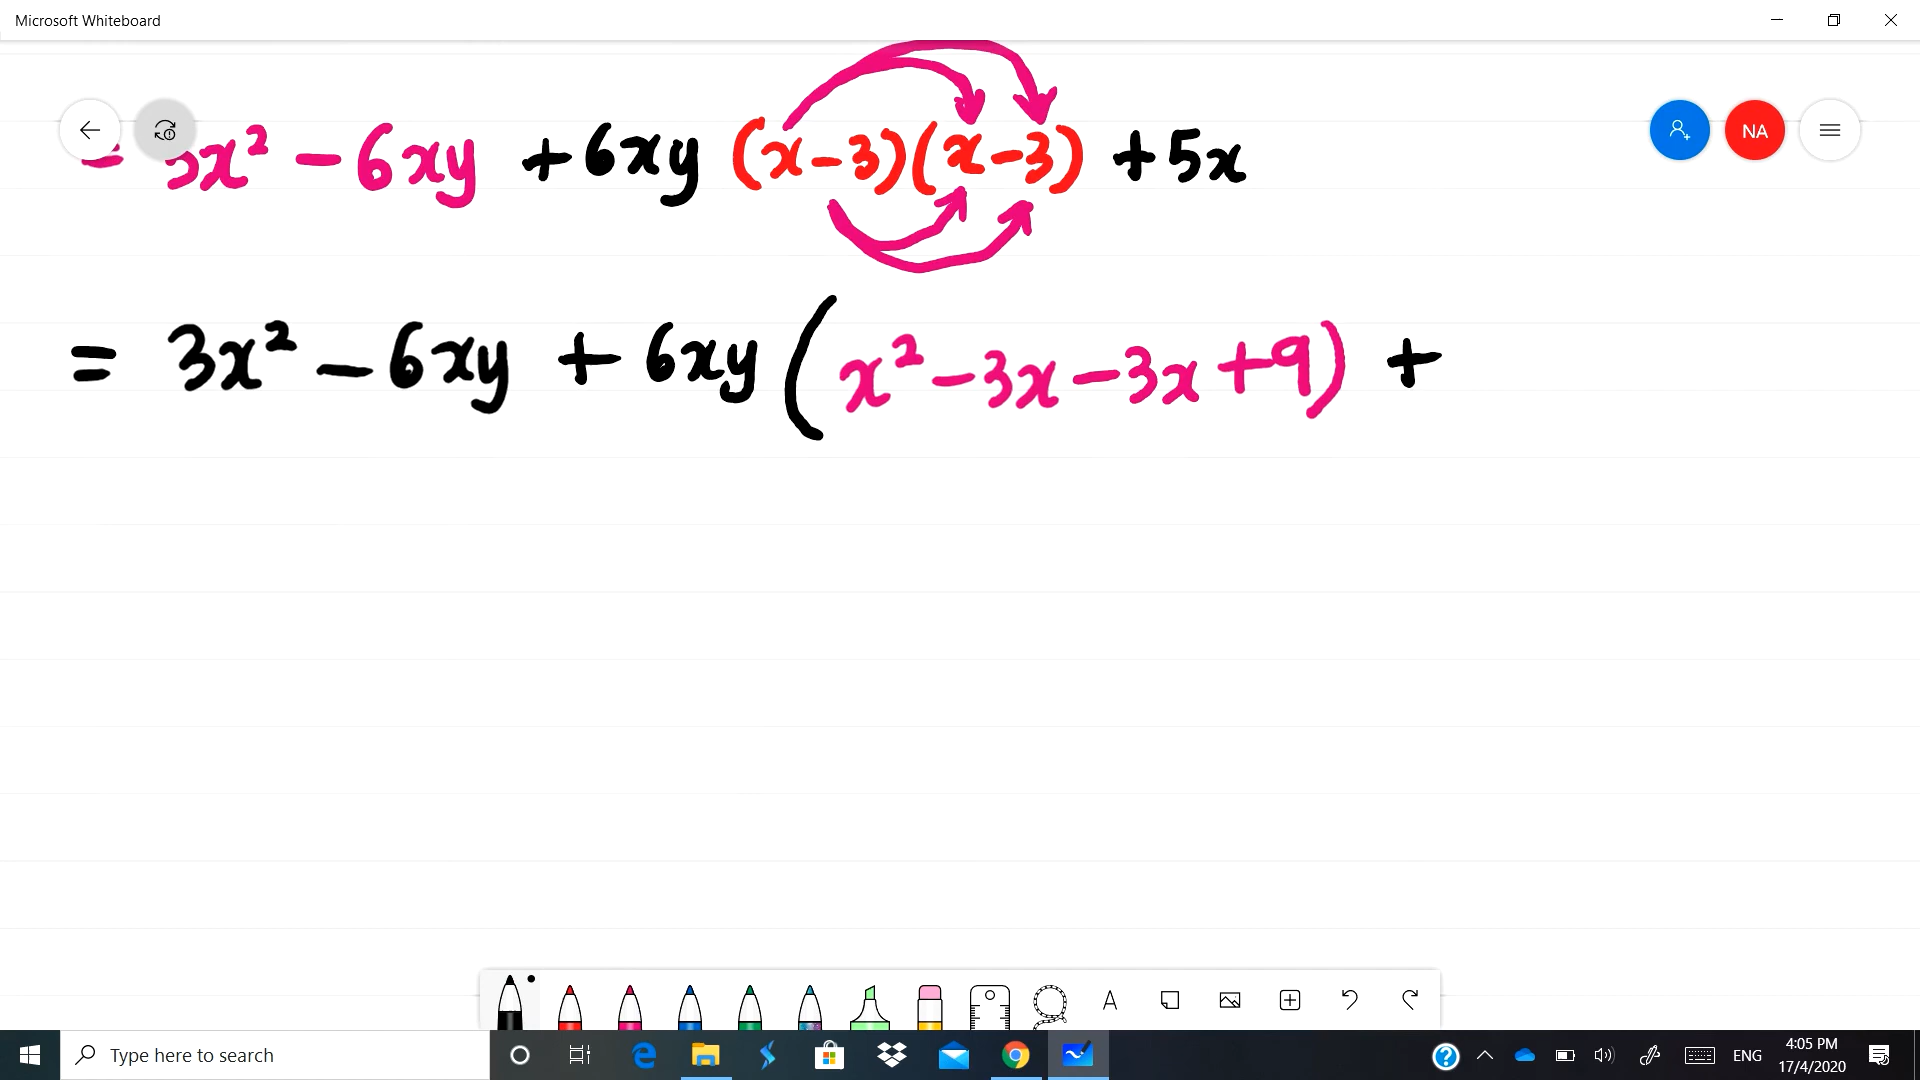 Microsoft Whiteboard
= 3x² - 6xy + 6xy (x-3)(x-3) + 5x
NA
= 3x² - 6xy + 6xy (x² - 3x - 3x + 9) +
A
Type here to search
ENG
4:05 PM
17/4/2020